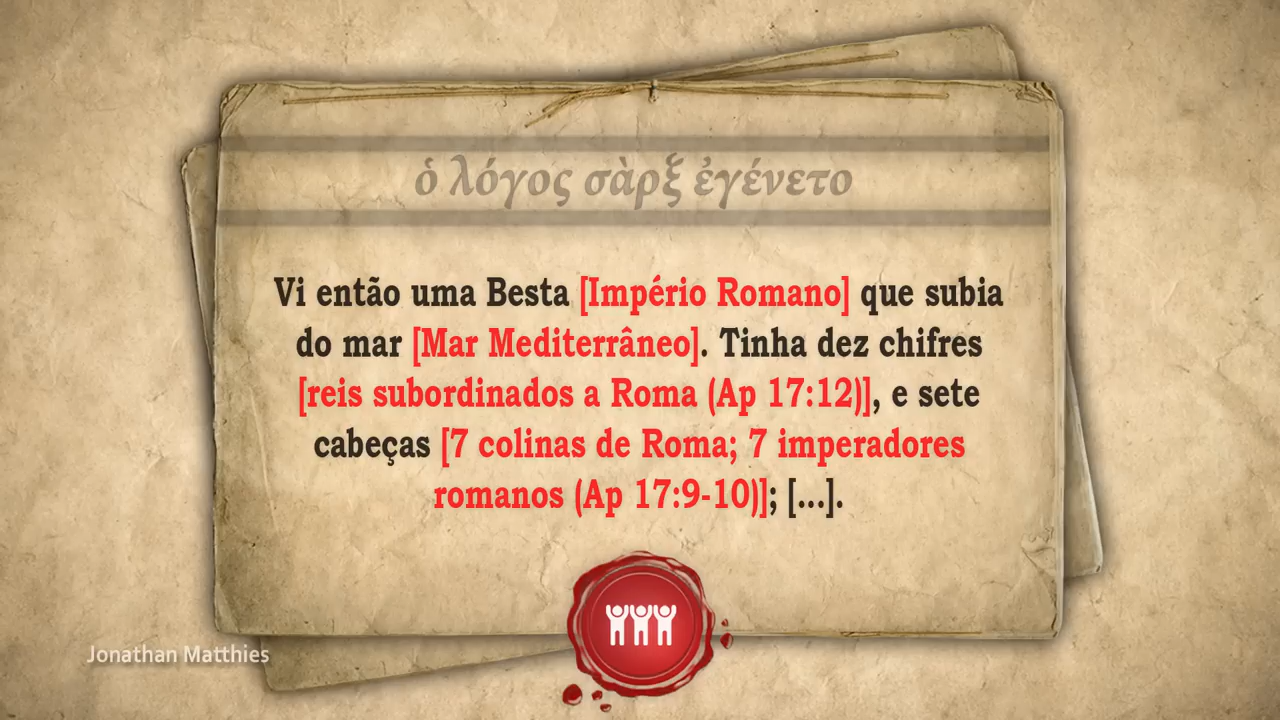 ὁ λόγος σὰρξ ἐγένετο
Vi então uma Besta [Império Romano] que subia
do mar [Mar Mediterrâneo]. Tinha dez chifres
[reis subordinados a Roma (Ap 17:12)], e sete
cabeças [7 colinas de Roma; 7 imperadores
romanos (Ap 17:9-10)]; [...].
Jonathan Matthies